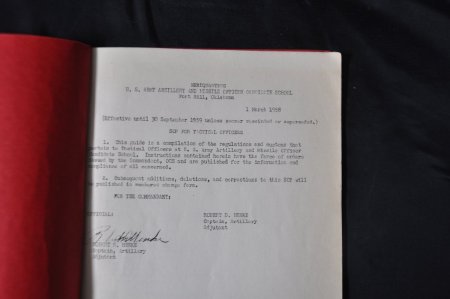 HEADQUARTERS
U. S. ARMY ARTILLERY AND MISSILE OFFICER CANDIDATE SCHOOL
Fort Sill, Oklahoma
1 March 1958
(Effective until 30 September 1959 unless sooner rescinded or superseded.)
SOP FOR TACTICAL OFFICERS
1. This guide is a compilation of the regulations and customs that
pertain to Tactical Officers at U. S. Army Artillery and Missile Officer
Candidate School. Instructions contained herein have the force of orders
issued by the Commandant, OCS and are published for the information and
compliance of all concerned.
2. Subsequent additions, deletions, and corrections to this SOP will
be published in numbered change form.
FOR THE COMMANDANT:
OFFICIAL:
ROBERT D. MENKE
Captain, Artillery
Adjutant
ROBERT D. MENKE
Captain, Artillery
Adjutant